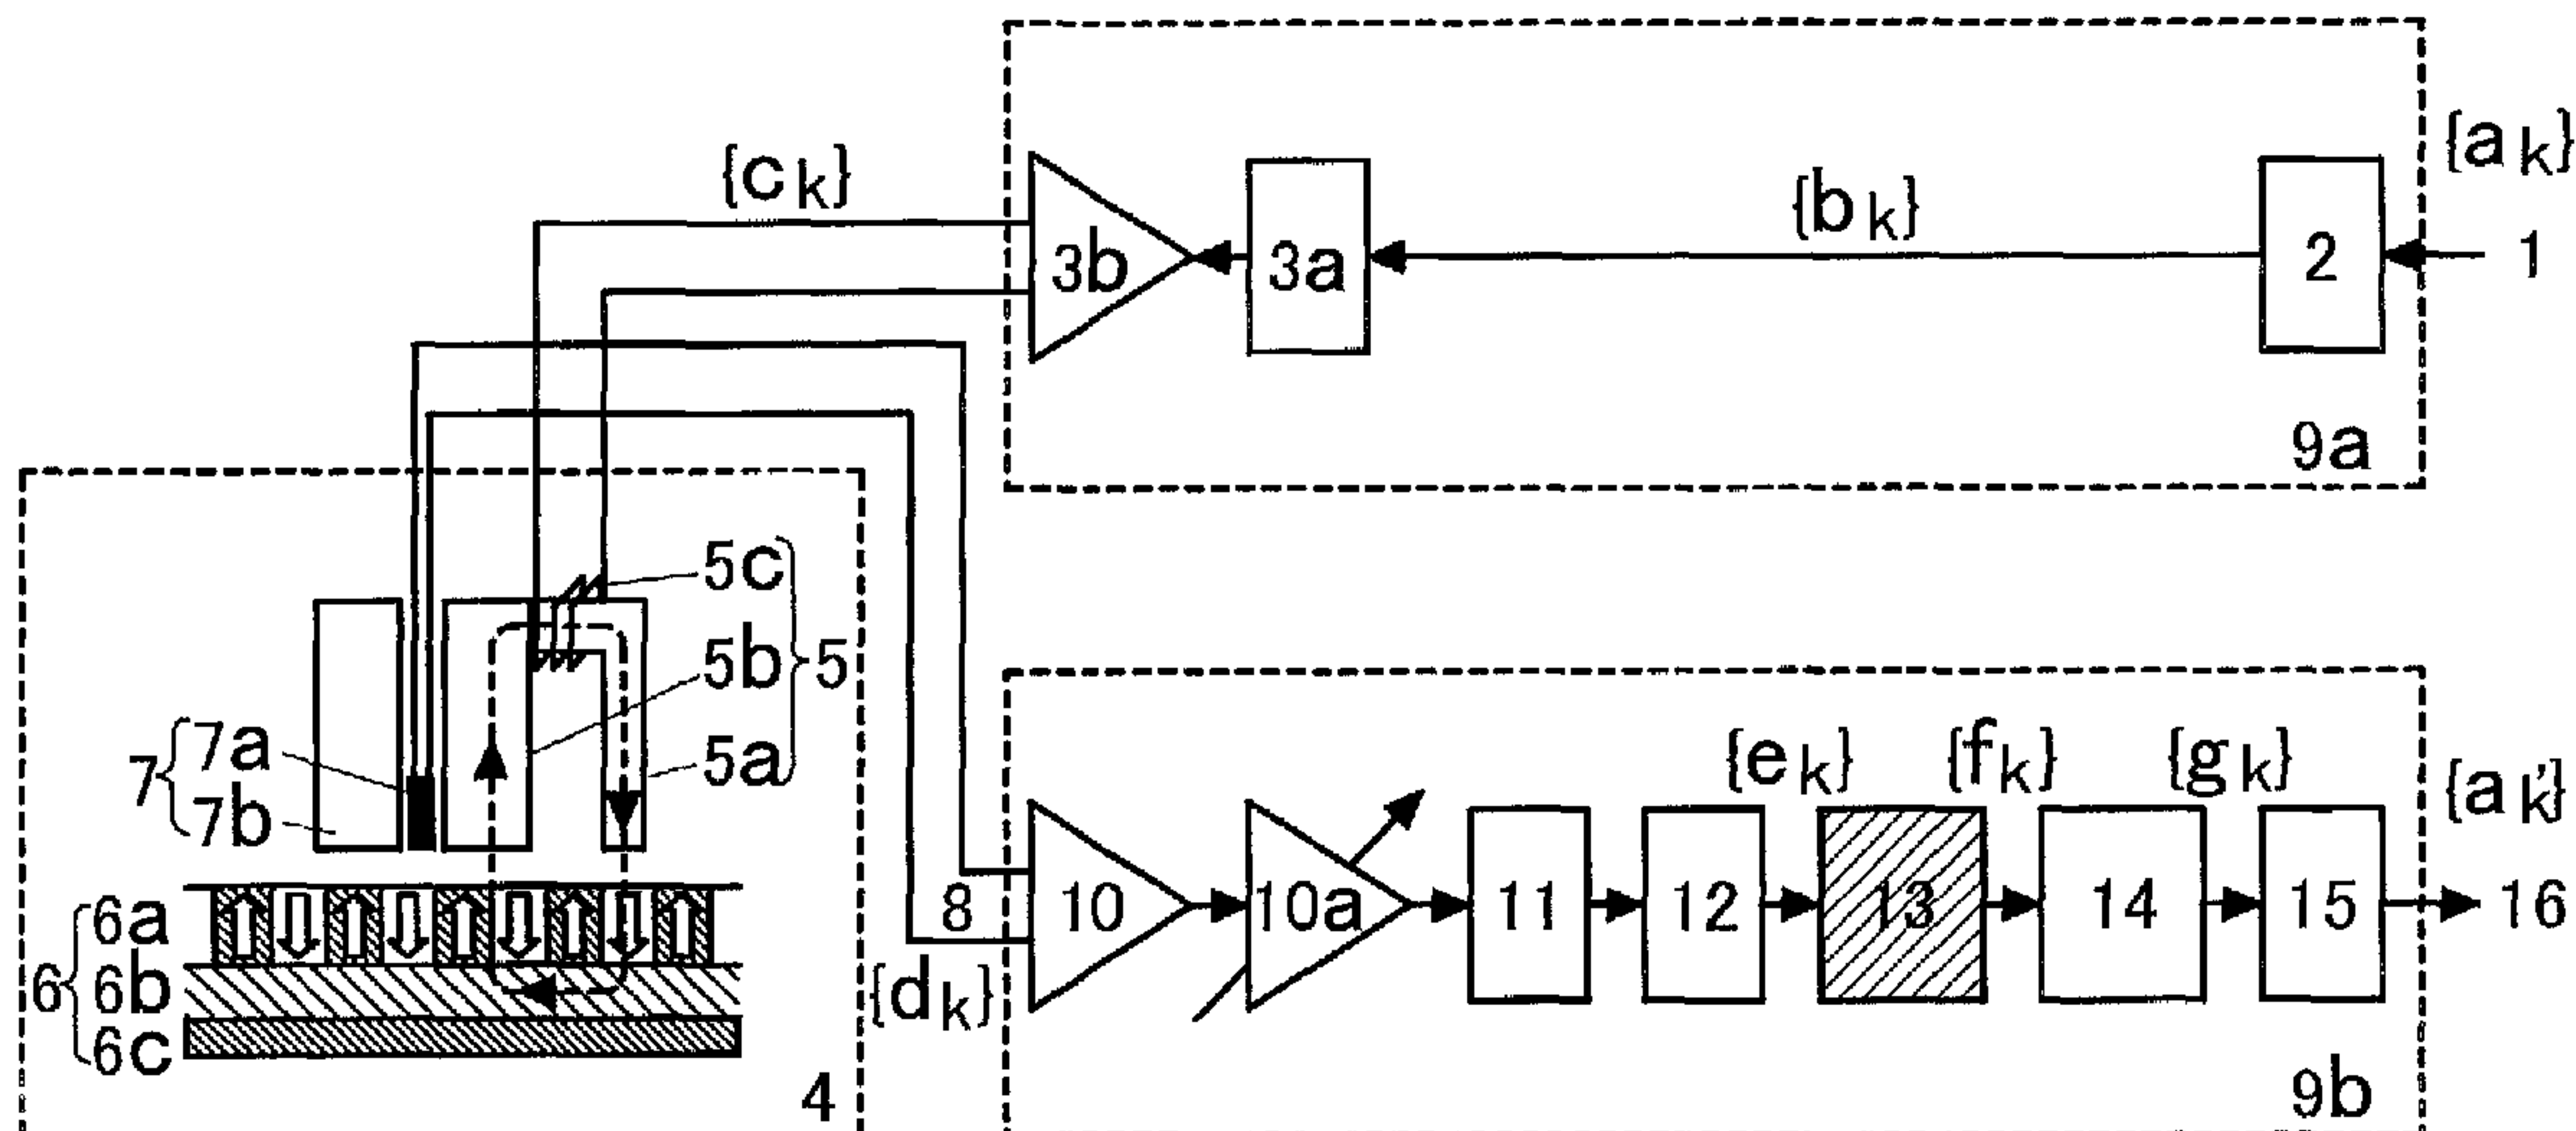 {ck}
{bk}
{ak}
3b
3a
2
1
9a
5c
5b
5
5a
7
7a
7b
{ek}
{fk}
{gk}
{ak'}
8
10
10a
11
12
13
14
15
16
6
6a
6b
6c
{dk}
4
9b